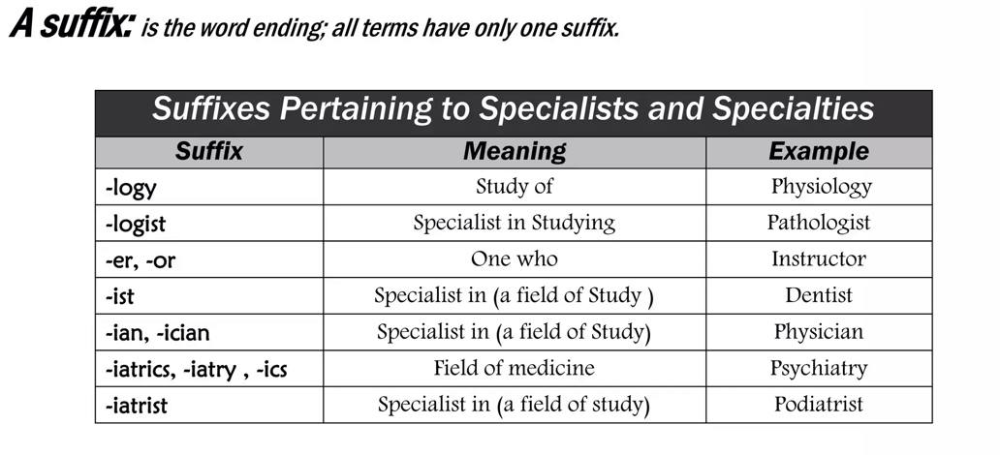 A suffix: is the word ending; all terms have only one suffix.
Suffixes Pertaining to Specialists and Specialties
Suffix Meaning Example
-logy Study of Physiology
-logist Specialist in Studying Pathologist
-er, -or One who Instructor
-ist Specialist in (a field of Study ) Dentist
-ian, -ician Specialist in (a field of Study) Physician
-iatrics, -iatry , -ics Field of medicine Psychiatry
-iatrist Specialist in (a field of study) Podiatrist